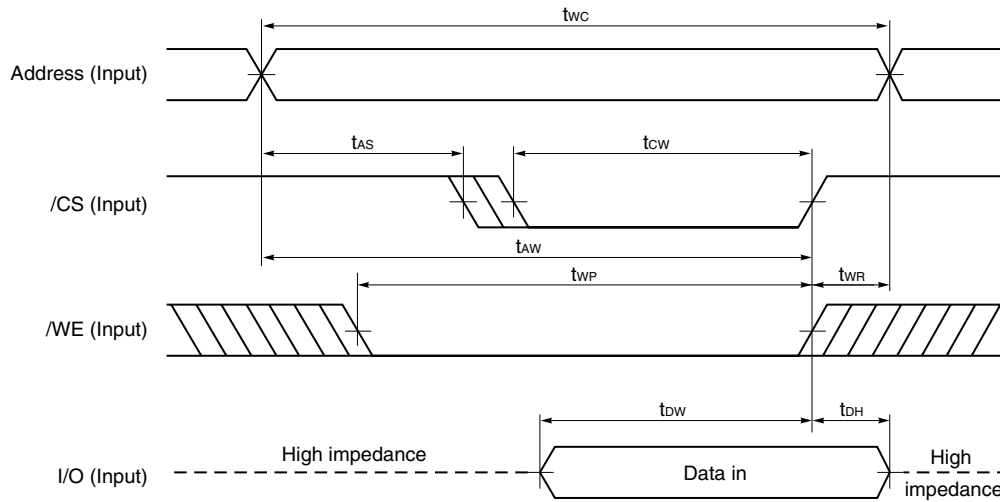 tWC
Address (Input)
tAS
tCW
/CS (Input)
tAW
tWP
tWR
/WE (Input)
tDW
tDH
High impedance
Data in
High
impedance
I/O (Input)